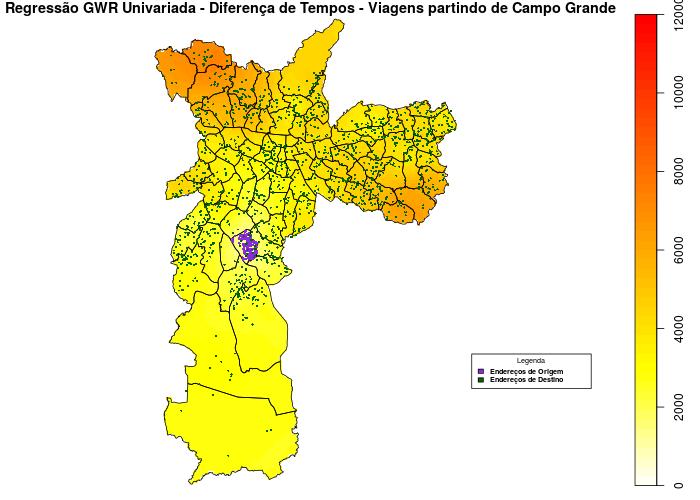 Regressão GWR Univariada - Diferença de Tempos - Viagens partindo de Campo Grande
12000
10000
8000
6000
4000
2000
0
Legenda
Endereços de Origem
Endereços de Destino